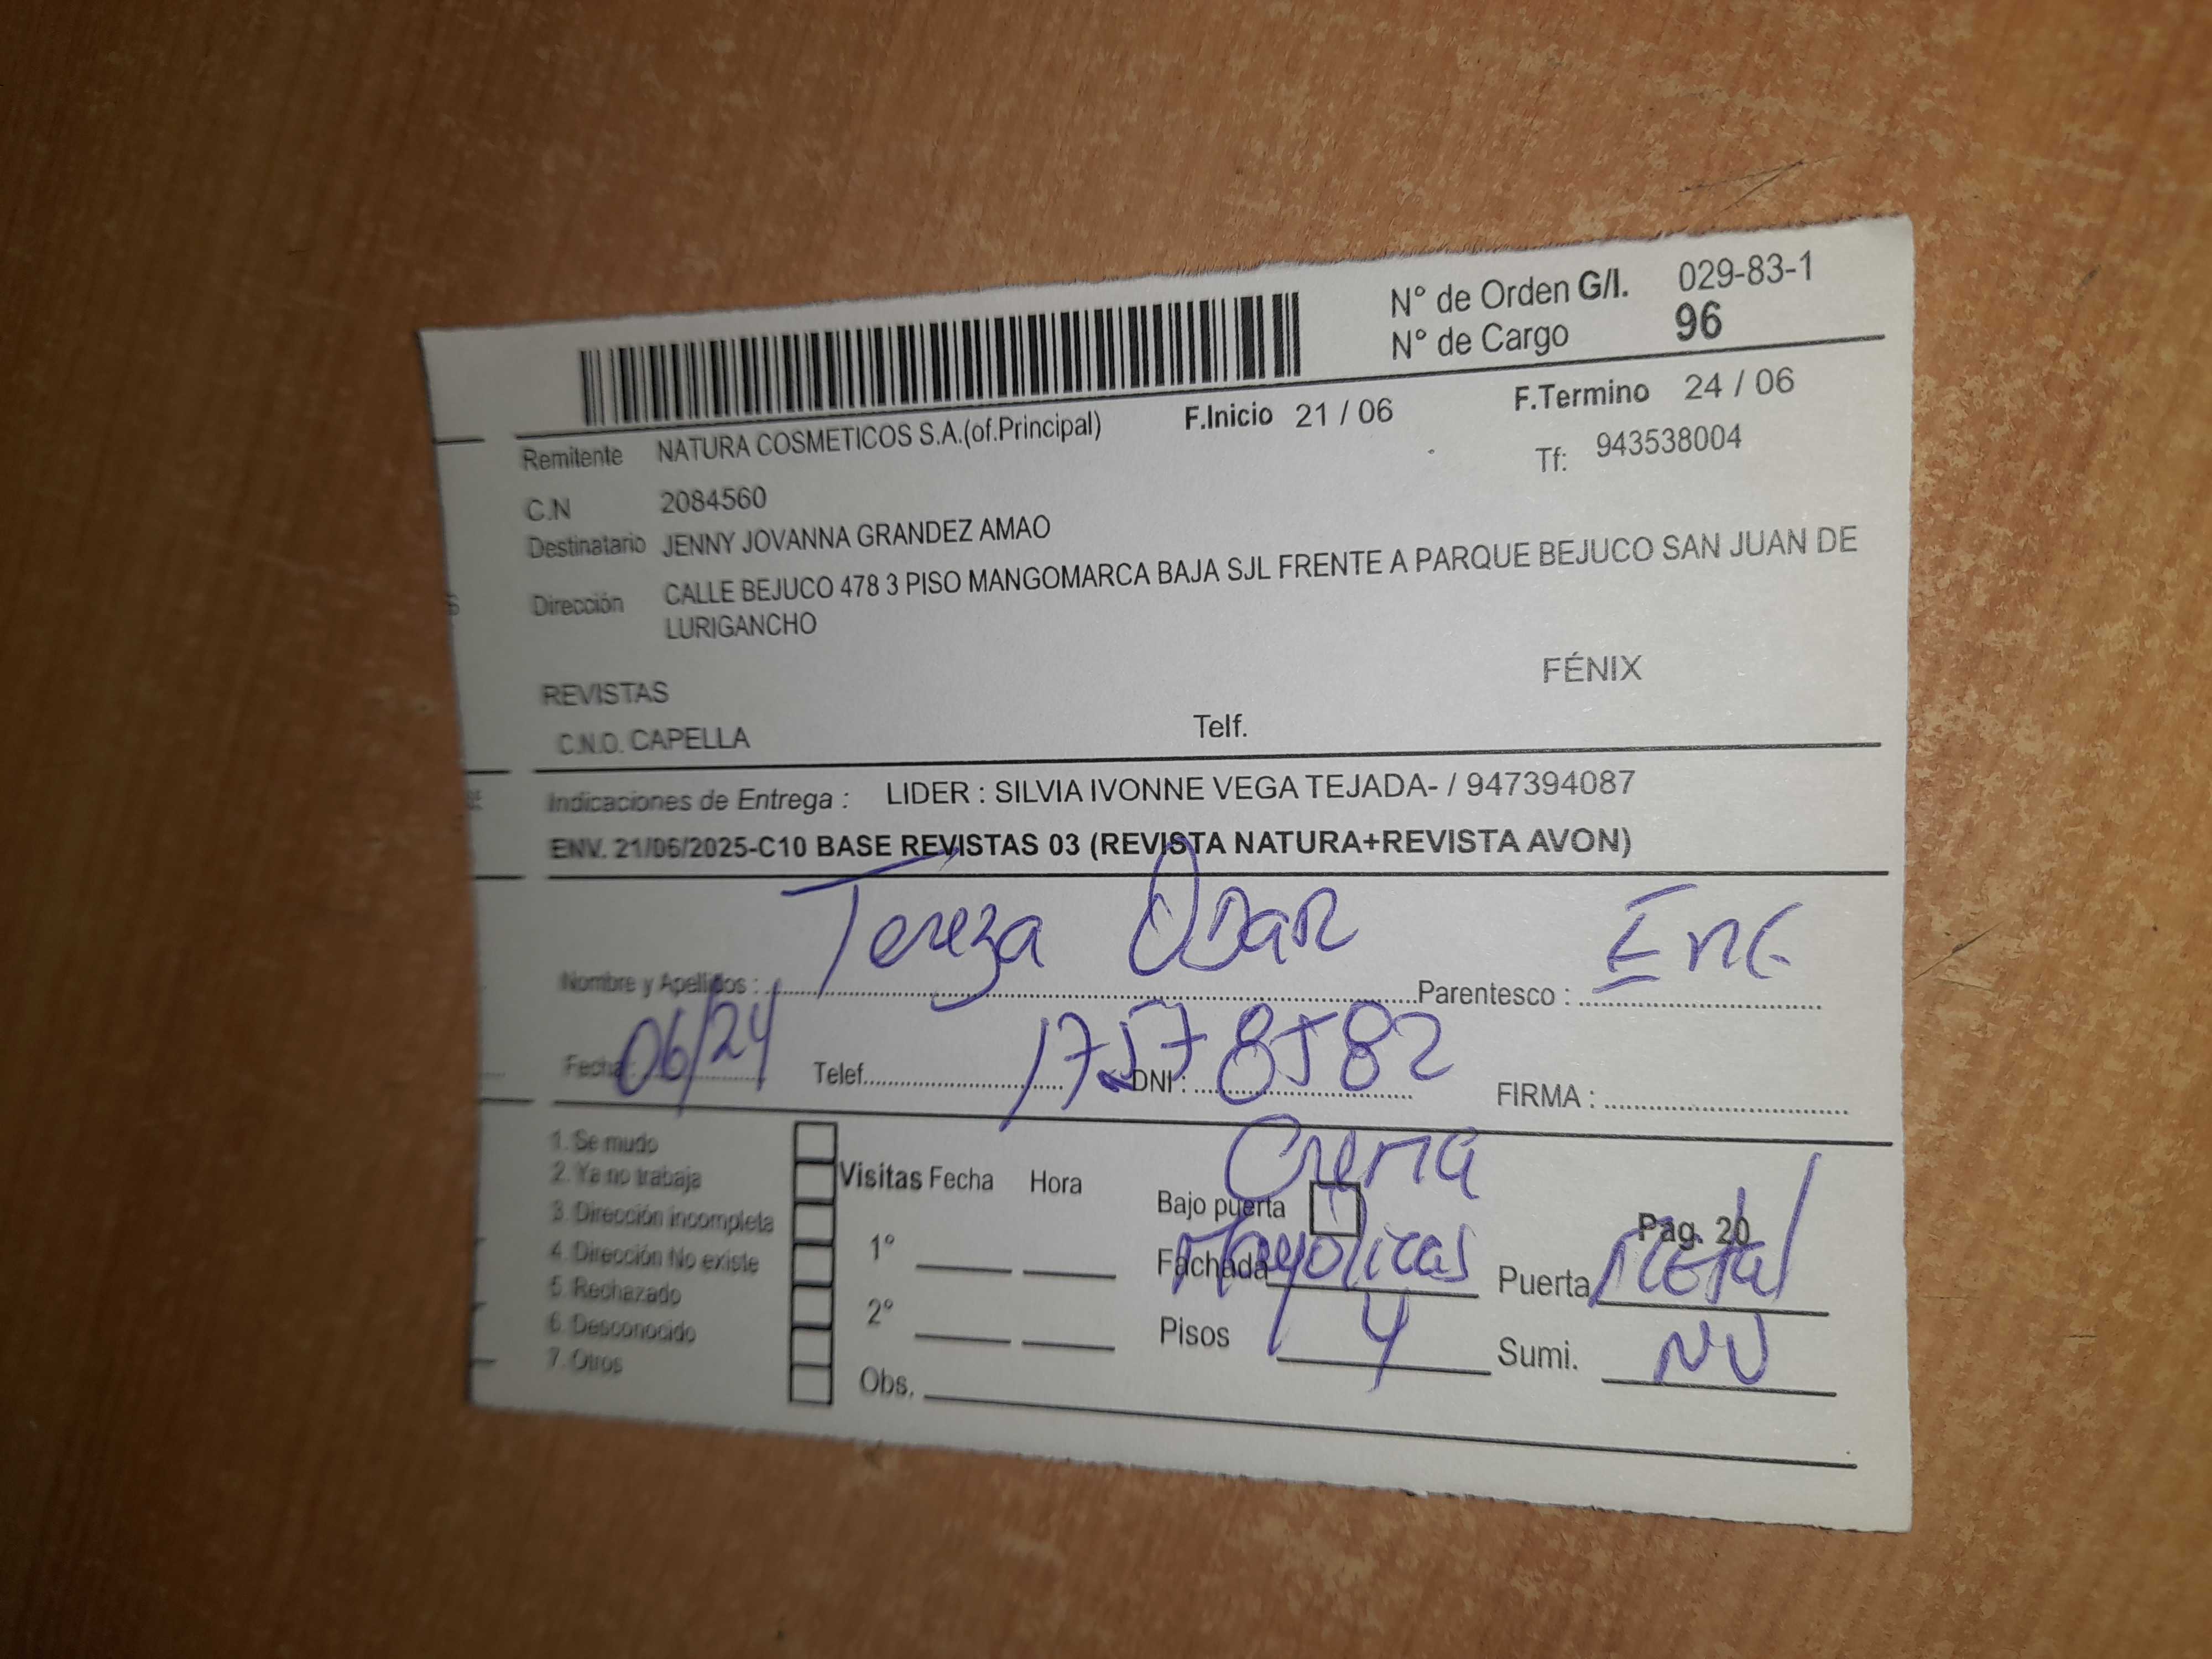 N° de Orden G/I. 029-83-1
N° de Cargo 96
F.Inicio 21 / 06 F.Termino 24 / 06
Remitente NATURA COSMETICOS S.A.(of.Principal) Tf: 943538004
C.N 2084560
Destinatario JENNY JOVANNA GRANDEZ AMAO
Dirección CALLE BEJUCO 478 3 PISO MANGOMARCA BAJA SJL FRENTE A PARQUE BEJUCO SAN JUAN DE
LURIGANCHO
REVISTAS FÉNIX
C.N.O. CAPELLA Telf.
Indicaciones de Entrega : LIDER : SILVIA IVONNE VEGA TEJADA- / 947394087
ENV. 21/06/2025-C10 BASE REVISTAS 03 (REVISTA NATURA+REVISTA AVON)
Nombre y Apellidos : Tereza Obar Parentesco : Enc
Fecha : 06/24 Telef. DNI : 17578582 FIRMA :
1. Se mudo
2. Ya no trabaja
3. Dirección incompleta
4. Dirección No existe
5. Rechazado
6. Desconocido
7. Otros
Visitas Fecha Hora
1°
2°
Obs.
Crema
Bajo puerta Pag. 20
Fachada Mayolicas Puerta Metal
Pisos 4 Sumi. NV